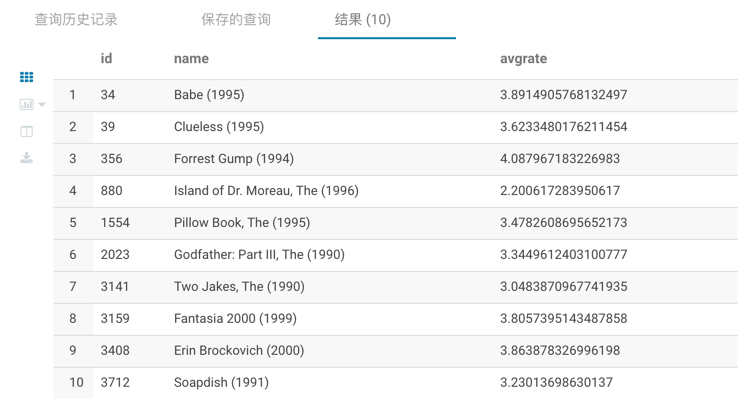 查询历史记录 保存的查询 结果 (10)
id name avgrate
1 34 Babe (1995) 3.8914905768132497
2 39 Clueless (1995) 3.6233480176211454
3 356 Forrest Gump (1994) 4.087967183226983
4 880 Island of Dr. Moreau, The (1996) 2.200617283950617
5 1554 Pillow Book, The (1995) 3.4782608695652173
6 2023 Godfather: Part III, The (1990) 3.3449612403100777
7 3141 Two Jakes, The (1990) 3.0483870967741935
8 3159 Fantasia 2000 (1999) 3.8057395143487858
9 3408 Erin Brockovich (2000) 3.863878326996198
10 3712 Soapdish (1991) 3.23013698630137